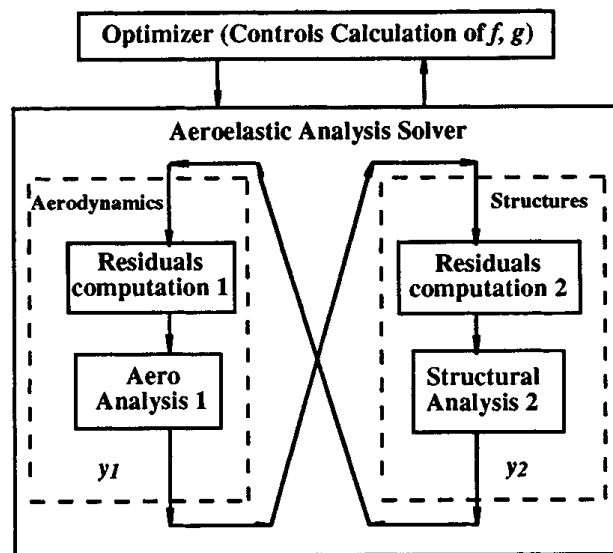 Optimizer (Controls Calculation of f, g)
Aeroelastic Analysis Solver
Aerodynamics
Structures
Residuals
computation 1
Residuals
computation 2
Aero
Analysis 1
Structural
Analysis 2
y1
y2